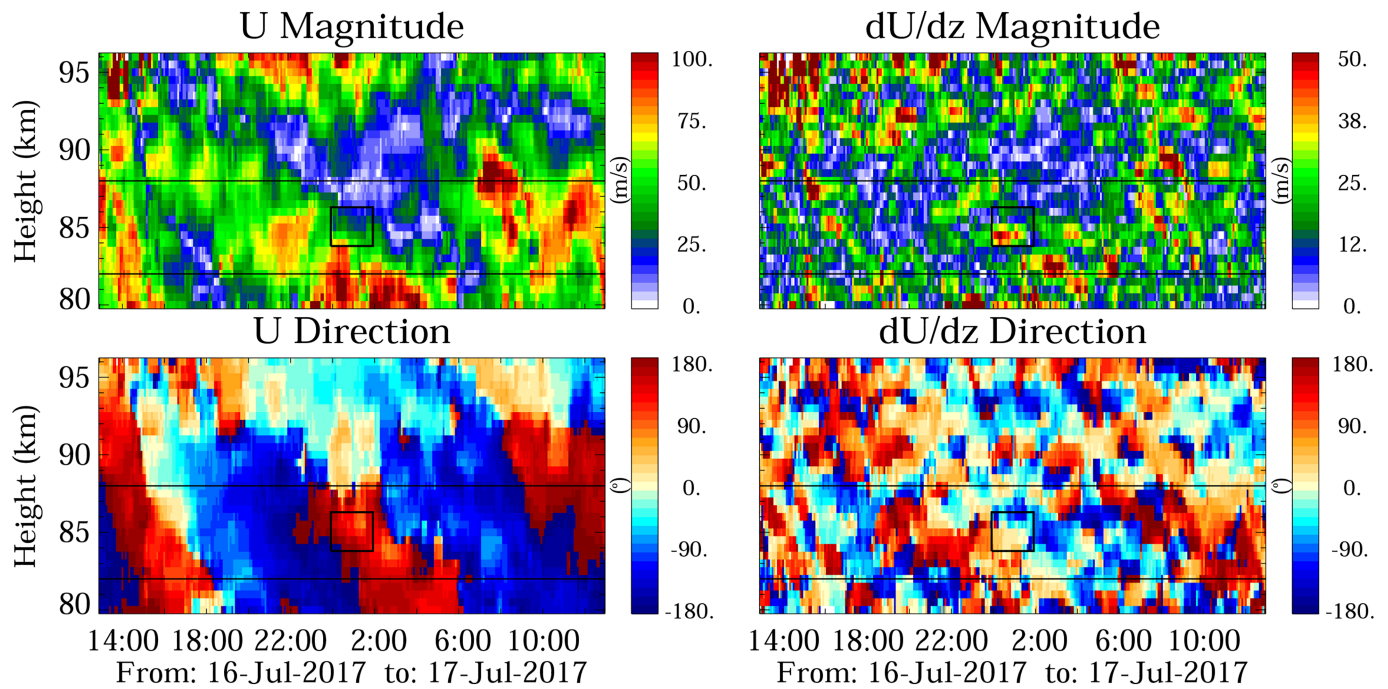 U Magnitude
dU/dz Magnitude
Height (km)
95
90
85
80
100.
75.
50.
25.
0.
(m/s)
50.
38.
25.
12.
0.
(m/s)
U Direction
dU/dz Direction
Height (km)
95
90
85
80
180.
90.
0.
-90.
-180.
(°)
180.
90.
0.
-90.
-180.
(°)
14:00 18:00 22:00 2:00 6:00 10:00
From: 16-Jul-2017 to: 17-Jul-2017
14:00 18:00 22:00 2:00 6:00 10:00
From: 16-Jul-2017 to: 17-Jul-2017